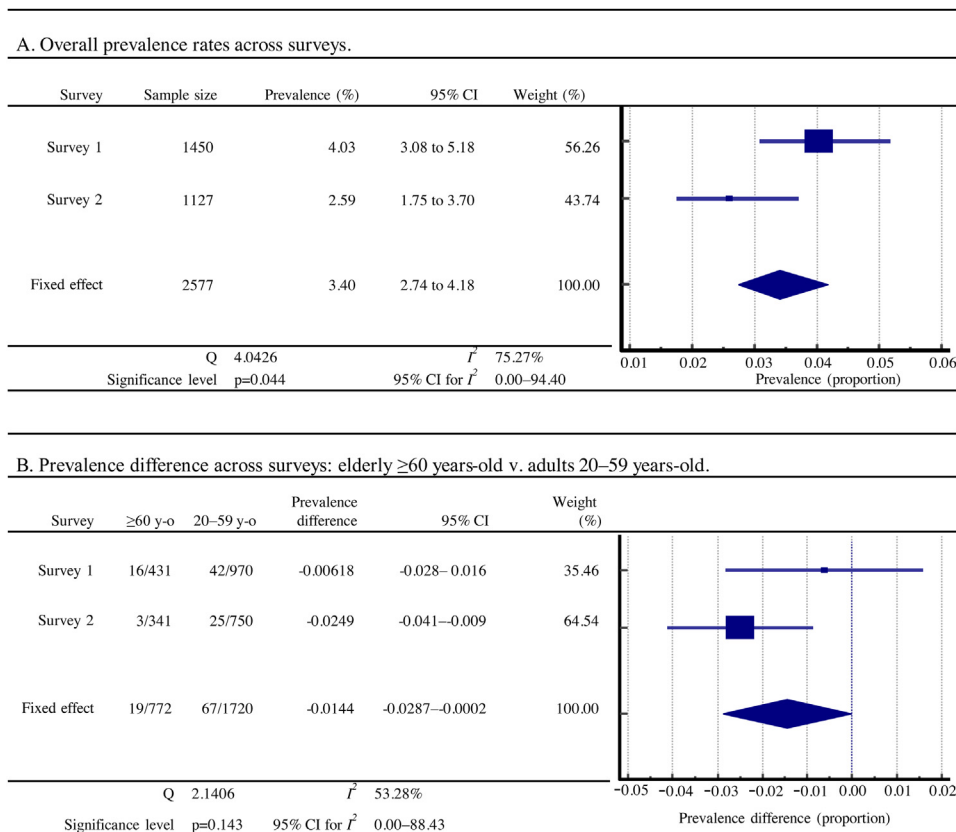 A. Overall prevalence rates across surveys.
Survey Sample size Prevalence (%) 95% CI Weight (%)
Survey 1 1450 4.03 3.08 to 5.18 56.26
Survey 2 1127 2.59 1.75 to 3.70 43.74
Fixed effect 2577 3.40 2.74 to 4.18 100.00
Q 4.0426 I² 75.27%
Significance level p=0.044 95% CI for I² 0.00–94.40
0.01 0.02 0.03 0.04 0.05 0.06
Prevalence (proportion)
B. Prevalence difference across surveys: elderly ≥60 years-old v. adults 20–59 years-old.
Survey ≥60 y-o 20–59 y-o Prevalence difference 95% CI Weight (%)
Survey 1 16/431 42/970 -0.00618 -0.028– 0.016 35.46
Survey 2 3/341 25/750 -0.0249 -0.041–-0.009 64.54
Fixed effect 19/772 67/1720 -0.0144 -0.0287–-0.0002 100.00
Q 2.1406 I² 53.28%
Significance level p=0.143 95% CI for I² 0.00–88.43
−0.05 −0.04 −0.03 −0.02 −0.01 0.00 0.01 0.02
Prevalence difference (proportion)